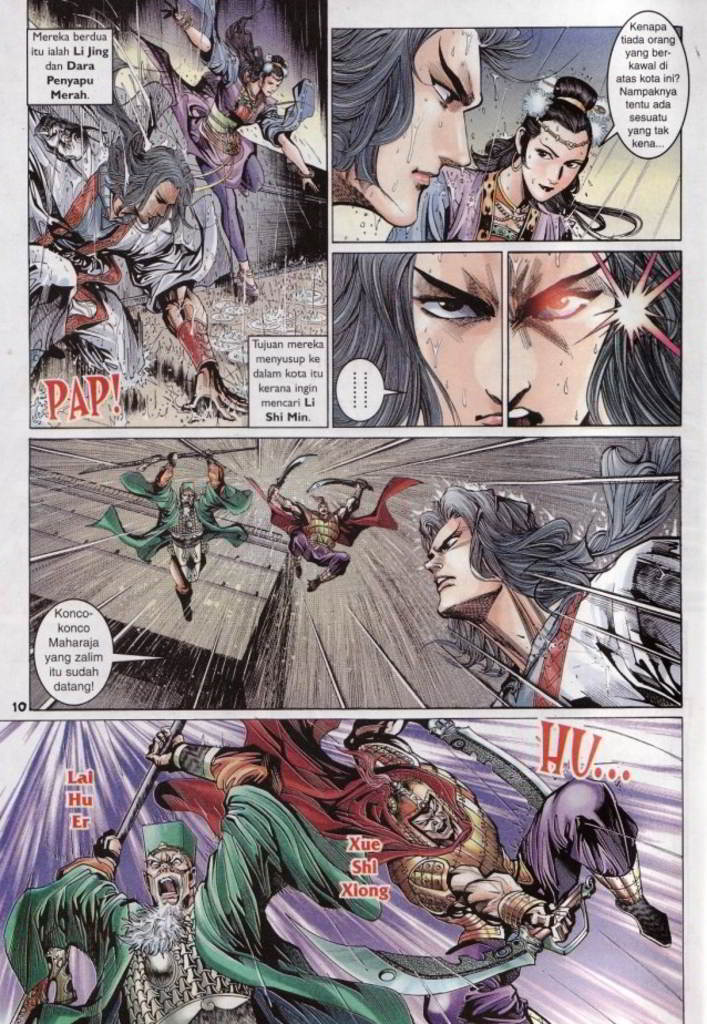 Mereka berdua
itu ialah Li Jing
dan Dara
Penyapu
Merah.
PAP!
Tujuan mereka
menyusup ke
dalam kota itu
kerana ingin
mencari Li
Shi Min.
Kenapa
tiada orang
yang ber-
kawal di
atas kota ini?
Nampaknya
tentu ada
sesuatu
yang tak
kena...
Konco-
konco
Maharaja
yang zalim
itu sudah
datang!
10
HU...
Lai
Hu
Er
Xue
Shi
Xiong